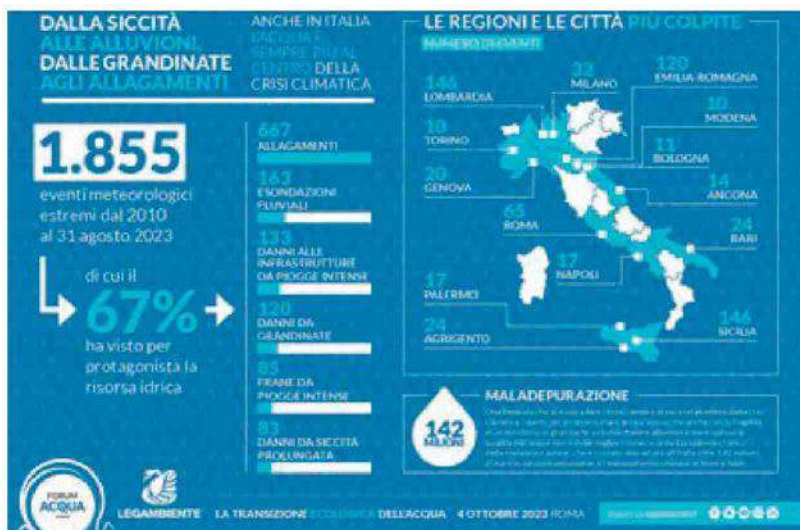 DALLA SICCITÀ
ALLE ALLUVIONI,
DALLE GRANDINATE
AGLI ALLAGAMENTI
ANCHE IN ITALIA
L'ACQUA È
SEMPRE PIÙ AL
CENTRO DELLA
CRISI CLIMATICA
1.855
eventi meteorologici
estremi dal 2010
al 31 agosto 2023
di cui il
67%
ha visto per
protagonista la
risorsa idrica
667
ALLAGAMENTI
163
ESONDAZIONI
FLUVIALI
133
DANNI ALLE
INFRASTRUTTURE
DA PIOGGE INTENSE
120
DANNI DA
GRANDINATE
85
FRANE DA
PIOGGE INTENSE
83
DANNI DA SICCITÀ
PROLUNGATA
LE REGIONI E LE CITTÀ PIÙ COLPITE
NUMERO DI EVENTI
146
LOMBARDIA
32
MILANO
120
EMILIA-ROMAGNA
10
TORINO
10
MODENA
20
GENOVA
11
BOLOGNA
65
ROMA
14
ANCONA
24
BARI
17
NAPOLI
17
PALERMO
146
SICILIA
24
AGRIGENTO
MALADEPURAZIONE
142
MILIONI
FORUM
ACQUA
LEGAMBIENTE
LA TRANSIZIONE ECOLOGICA DELL'ACQUA 4 OTTOBRE 2023 ROMA